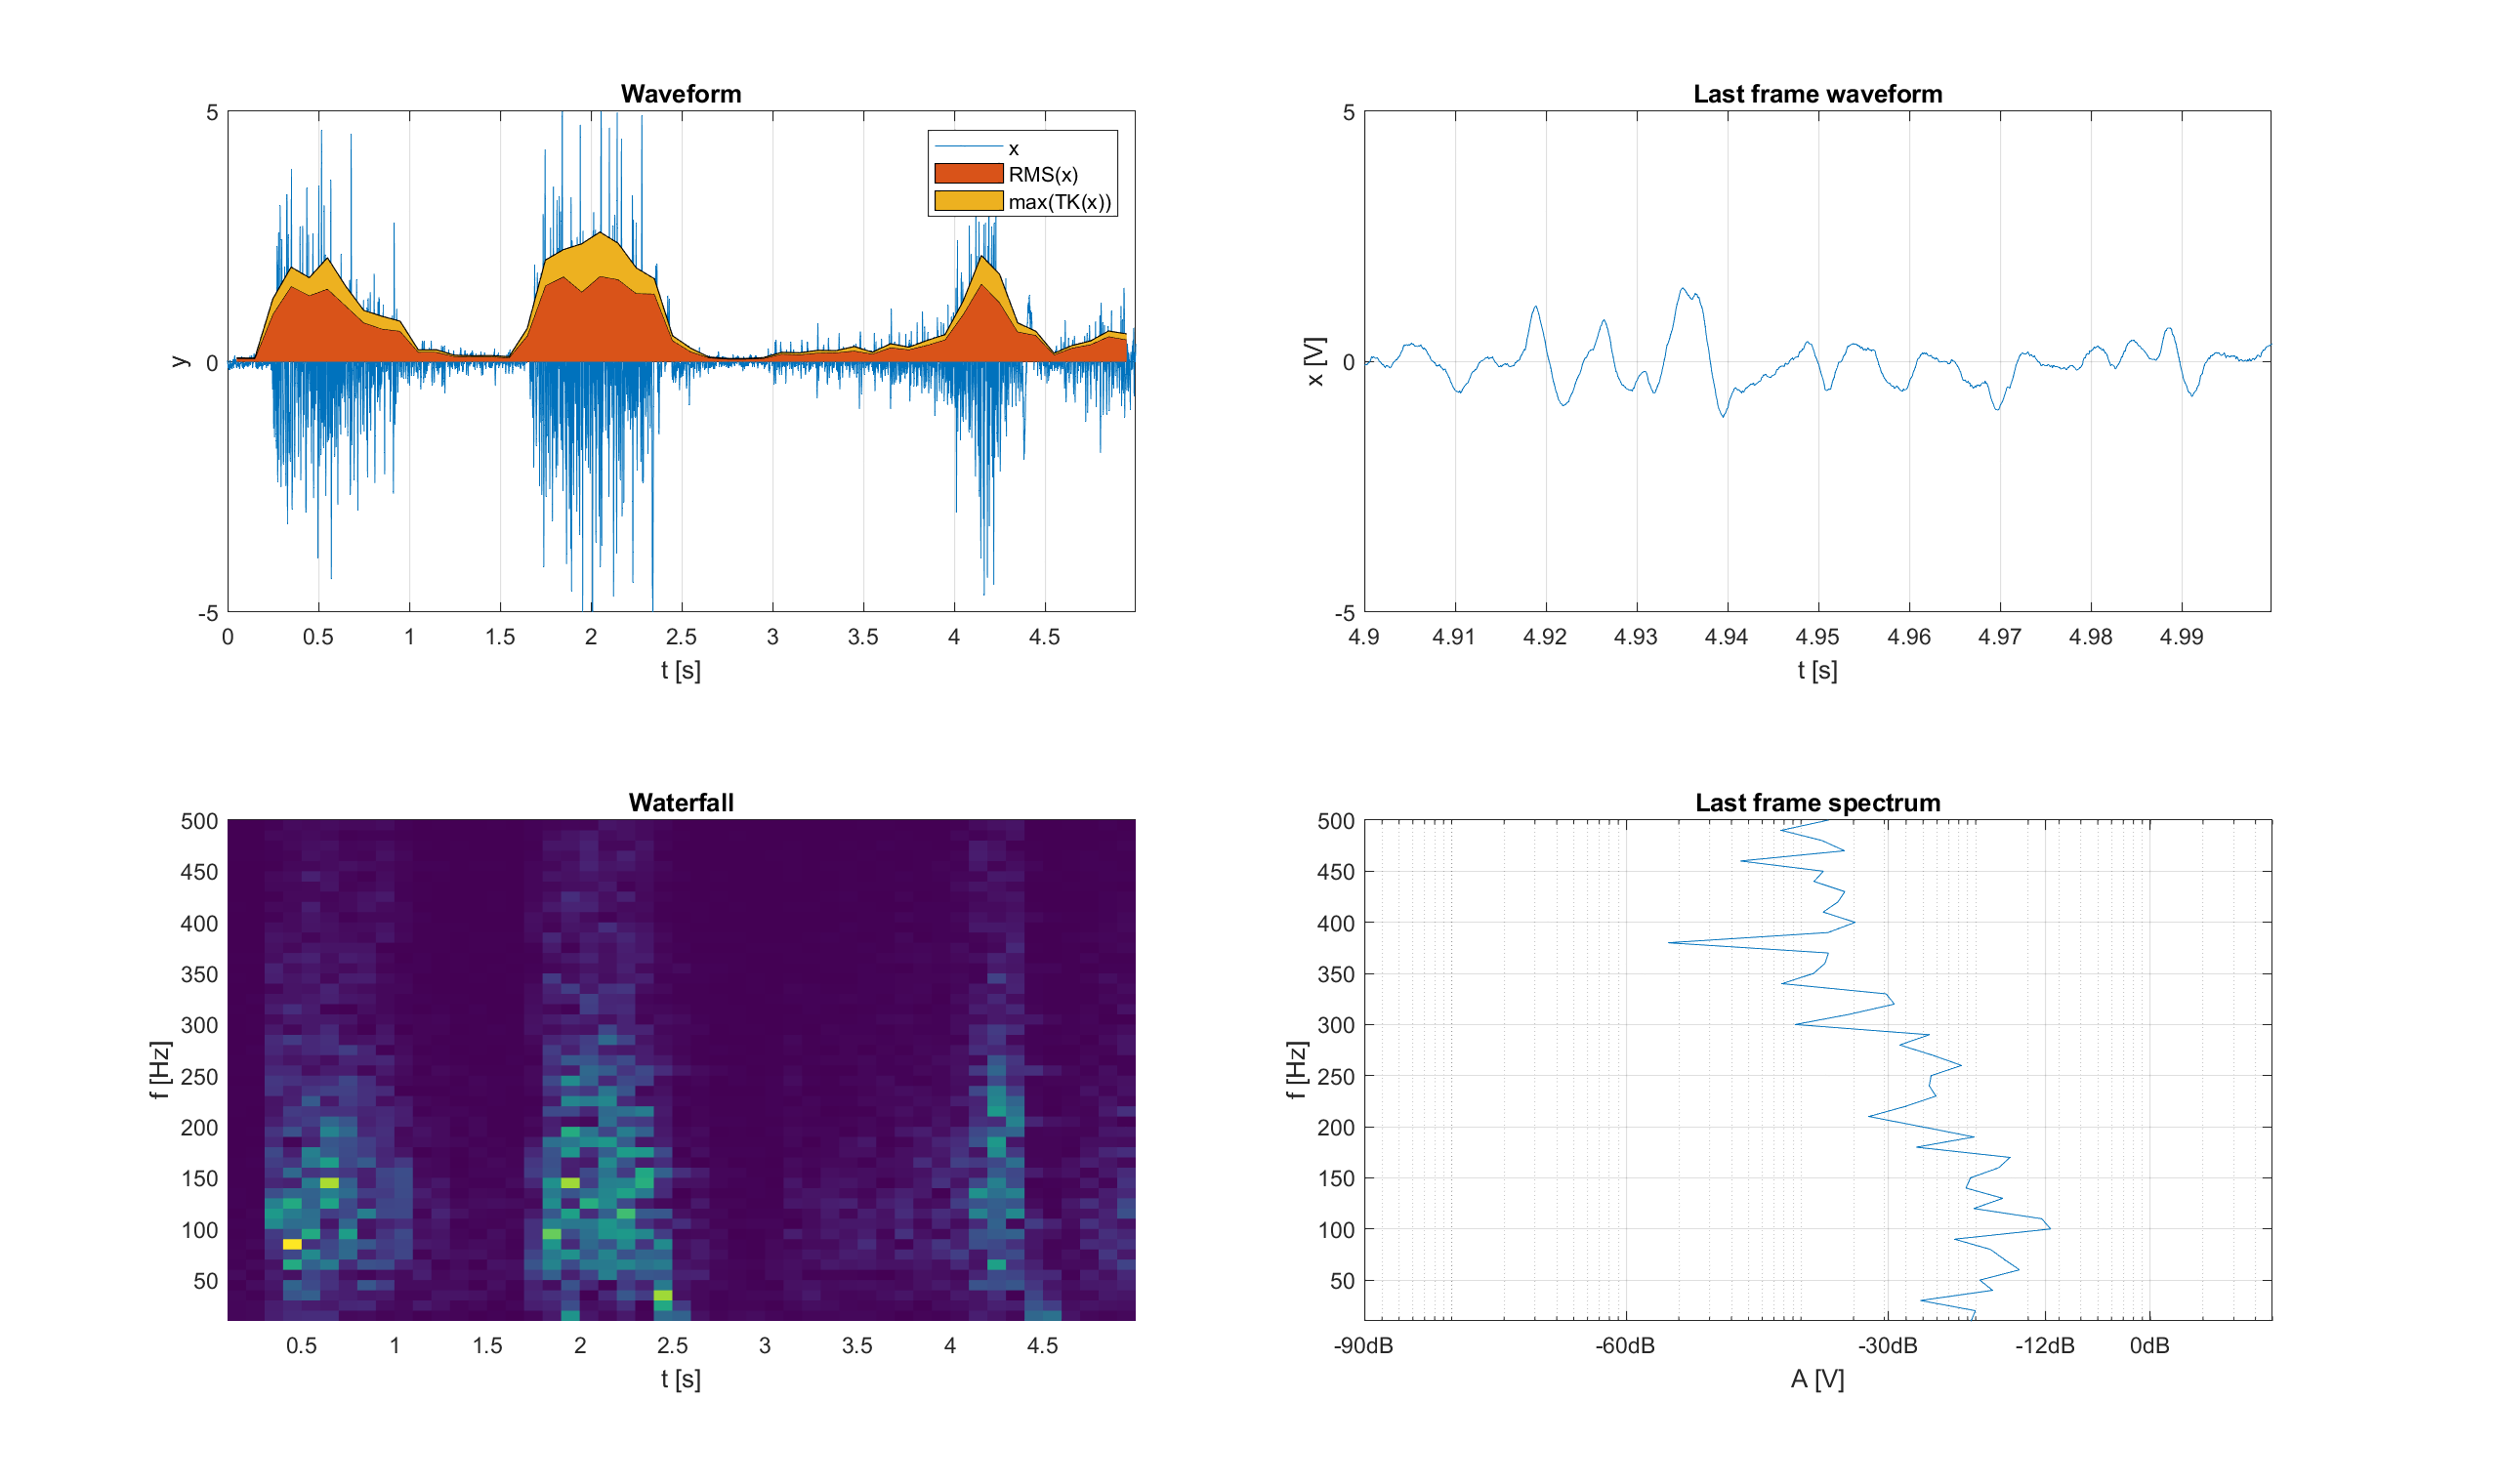 Waveform
5
0
-5
y
x
RMS(x)
max(TK(x))
0 0.5 1 1.5 2 2.5 3 3.5 4 4.5
t [s]
Last frame waveform
5
0
-5
x [V]
4.9 4.91 4.92 4.93 4.94 4.95 4.96 4.97 4.98 4.99
t [s]
Waterfall
500
450
400
350
300
250
200
150
100
50
f [Hz]
0.5 1 1.5 2 2.5 3 3.5 4 4.5
t [s]
Last frame spectrum
500
450
400
350
300
250
200
150
100
50
f [Hz]
-90dB -60dB -30dB -12dB 0dB
A [V]